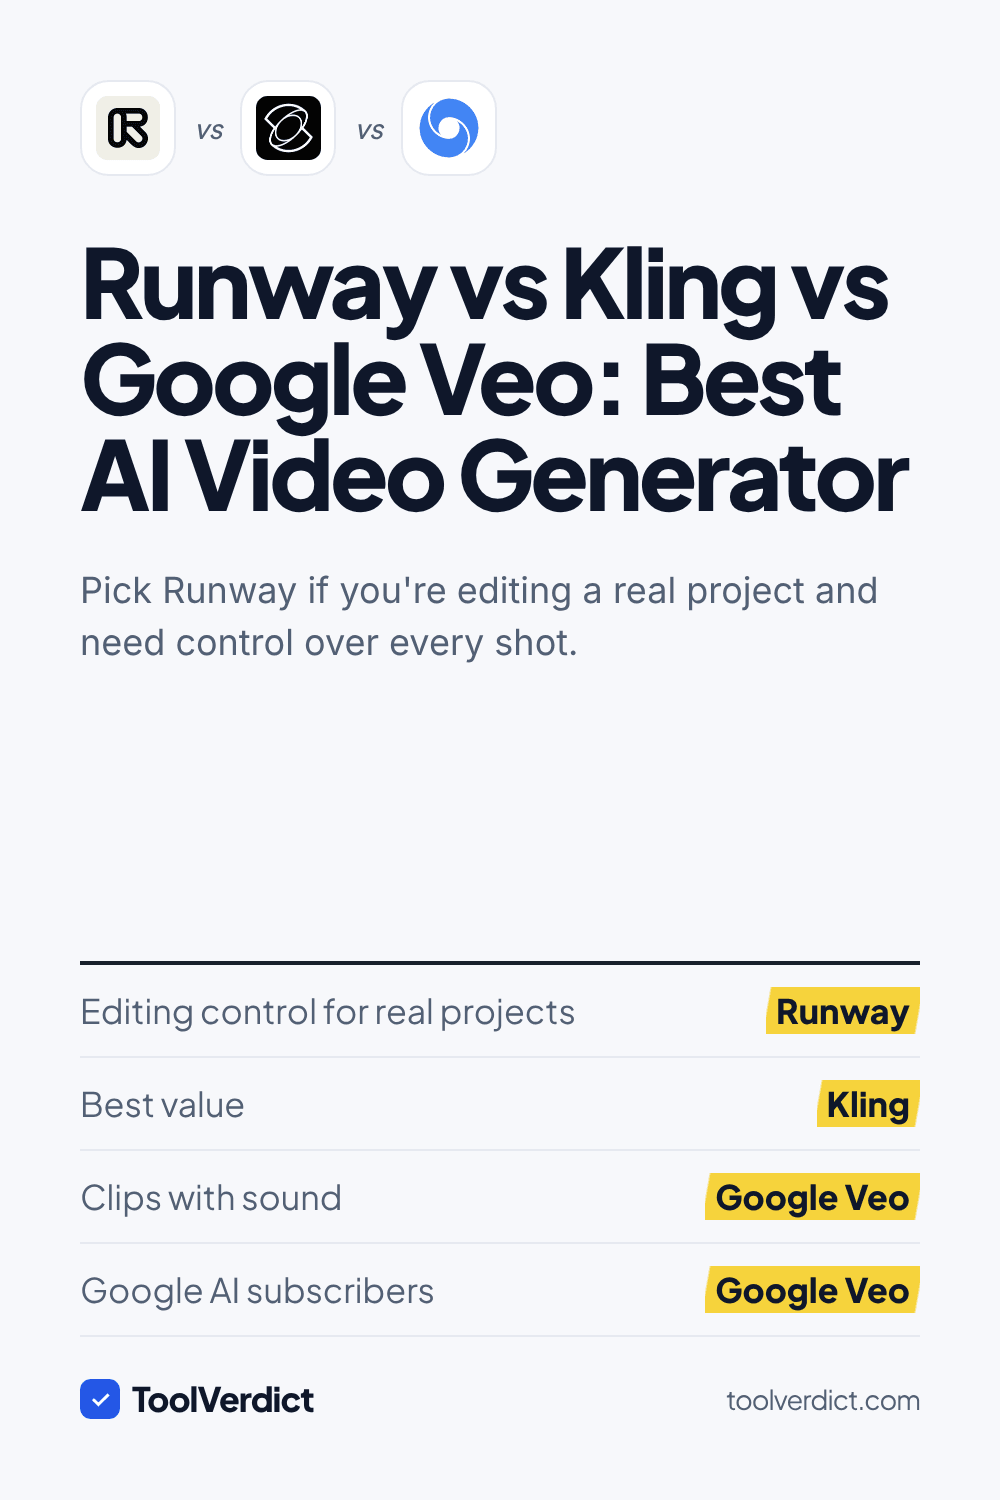 vs vs
Runway vs Kling vs
Google Veo: Best
AI Video Generator
Pick Runway if you're editing a real project and
need control over every shot.
Editing control for real projects Runway
Best value Kling
Clips with sound Google Veo
Google AI subscribers Google Veo
ToolVerdict toolverdict.com